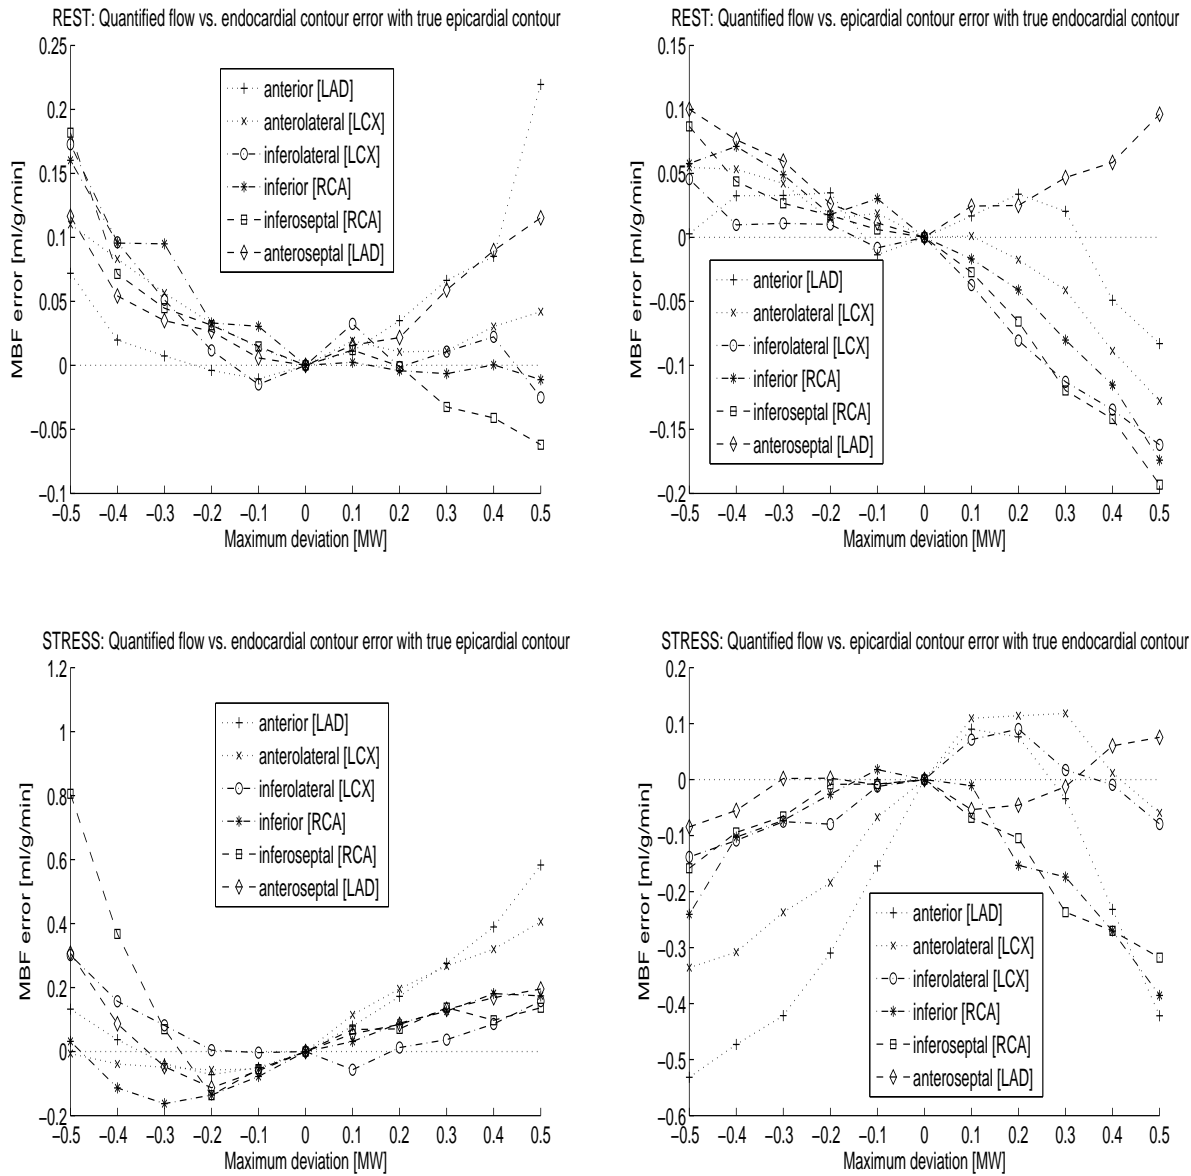 REST: Quantified flow vs. endocardial contour error with true epicardial contour
0.25
0.2
0.15
0.1
0.05
0
−0.05
−0.1
MBF error [ml/g/min]
anterior [LAD]
anterolateral [LCX]
inferolateral [LCX]
inferior [RCA]
inferoseptal [RCA]
anteroseptal [LAD]
−0.5 −0.4 −0.3 −0.2 −0.1 0 0.1 0.2 0.3 0.4 0.5
Maximum deviation [MW]
REST: Quantified flow vs. epicardial contour error with true endocardial contour
0.15
0.1
0.05
0
−0.05
−0.1
−0.15
−0.2
MBF error [ml/g/min]
anterior [LAD]
anterolateral [LCX]
inferolateral [LCX]
inferior [RCA]
inferoseptal [RCA]
anteroseptal [LAD]
−0.5 −0.4 −0.3 −0.2 −0.1 0 0.1 0.2 0.3 0.4 0.5
Maximum deviation [MW]
STRESS: Quantified flow vs. endocardial contour error with true epicardial contour
1.2
1
0.8
0.6
0.4
0.2
0
−0.2
MBF error [ml/g/min]
anterior [LAD]
anterolateral [LCX]
inferolateral [LCX]
inferior [RCA]
inferoseptal [RCA]
anteroseptal [LAD]
−0.5 −0.4 −0.3 −0.2 −0.1 0 0.1 0.2 0.3 0.4 0.5
Maximum deviation [MW]
STRESS: Quantified flow vs. epicardial contour error with true endocardial contour
0.2
0.1
0
−0.1
−0.2
−0.3
−0.4
−0.5
−0.6
MBF error [ml/g/min]
anterior [LAD]
anterolateral [LCX]
inferolateral [LCX]
inferior [RCA]
inferoseptal [RCA]
anteroseptal [LAD]
−0.5 −0.4 −0.3 −0.2 −0.1 0 0.1 0.2 0.3 0.4 0.5
Maximum deviation [MW]